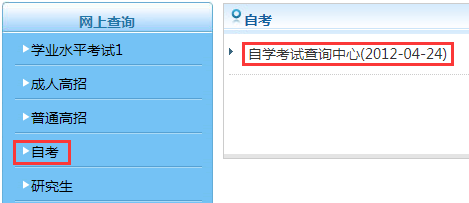 网上查询
学业水平考试1
成人高招
普通高招
自考
研究生
自考
自学考试查询中心(2012-04-24)